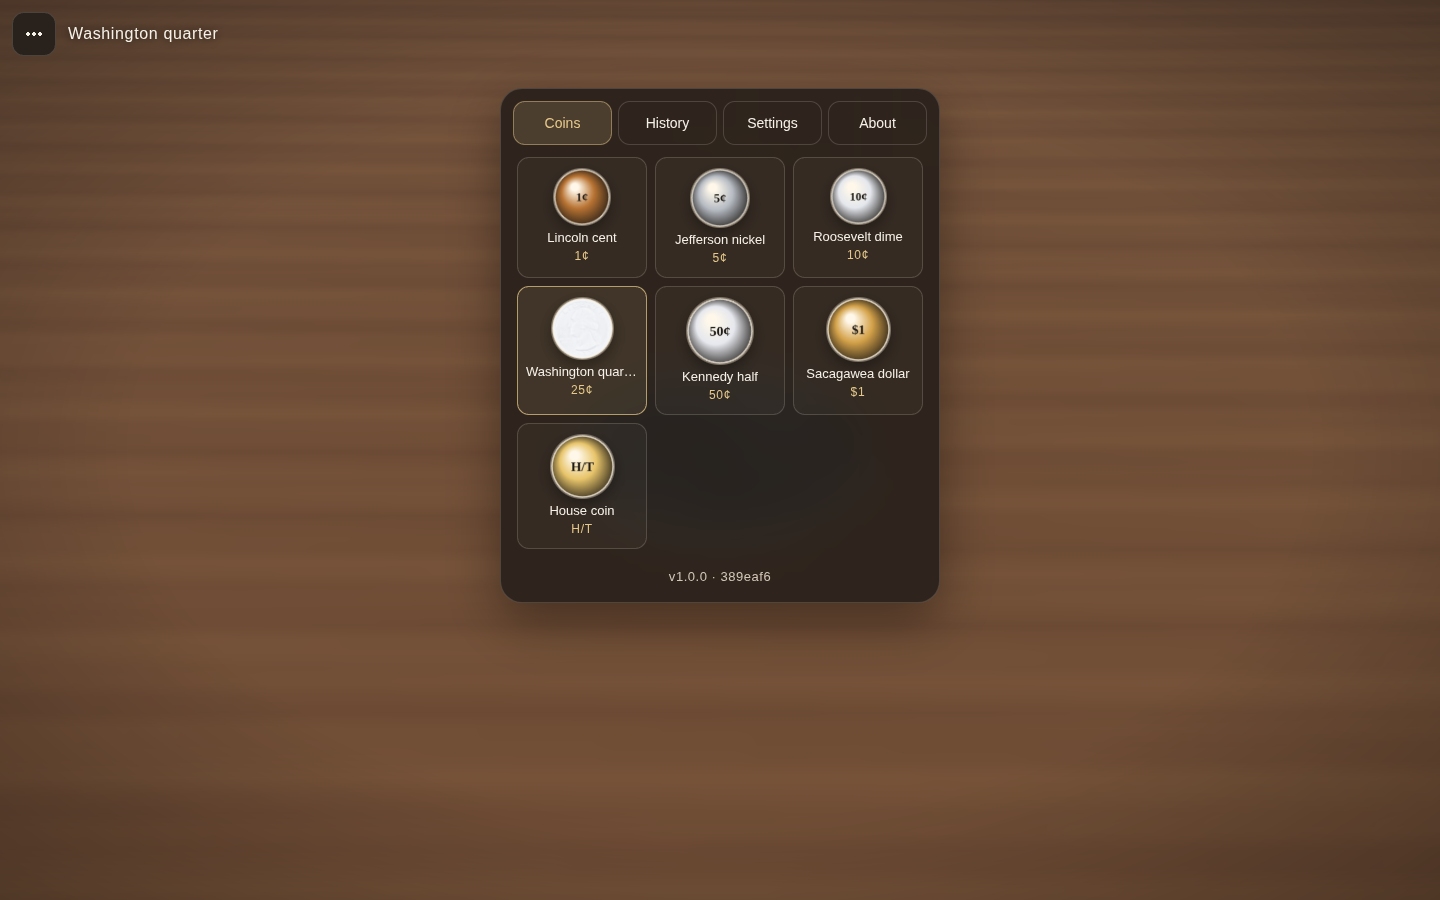 Washington quarter
Coins
History
Settings
About
1¢
Lincoln cent
1¢
5¢
Jefferson nickel
5¢
10¢
Roosevelt dime
10¢
Washington quar...
25¢
50¢
Kennedy half
50¢
$1
Sacagawea dollar
$1
H/T
House coin
H/T
v1.0.0 · 389eaf6